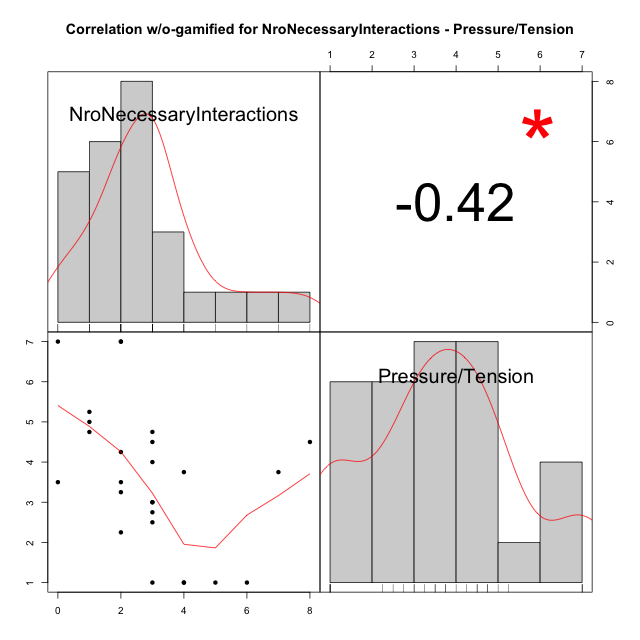 Correlation w/o-gamified for NroNecessaryInteractions - Pressure/Tension
1 2 3 4 5 6 7
NroNecessaryInteractions
*
-0.42
8
6
4
2
0
7
6
5
4
3
2
1
Pressure/Tension
0 2 4 6 8